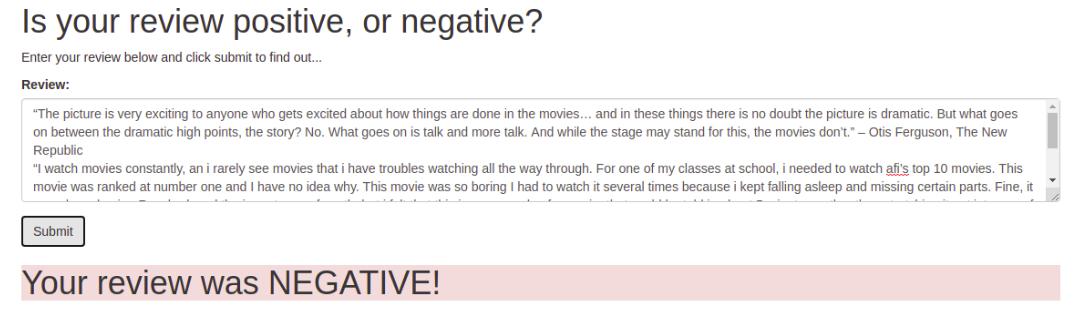 Is your review positive, or negative?
Enter your review below and click submit to find out...
Review:
“The picture is very exciting to anyone who gets excited about how things are done in the movies… and in these things there is no doubt the picture is dramatic. But what goes
on between the dramatic high points, the story? No. What goes on is talk and more talk. And while the stage may stand for this, the movies don’t.” – Otis Ferguson, The New
Republic
“I watch movies constantly, an i rarely see movies that i have troubles watching all the way through. For one of my classes at school, i needed to watch afi’s top 10 movies. This
movie was ranked at number one and I have no idea why. This movie was so boring I had to watch it several times because i kept falling asleep and missing certain parts. Fine, it
Submit
Your review was NEGATIVE!